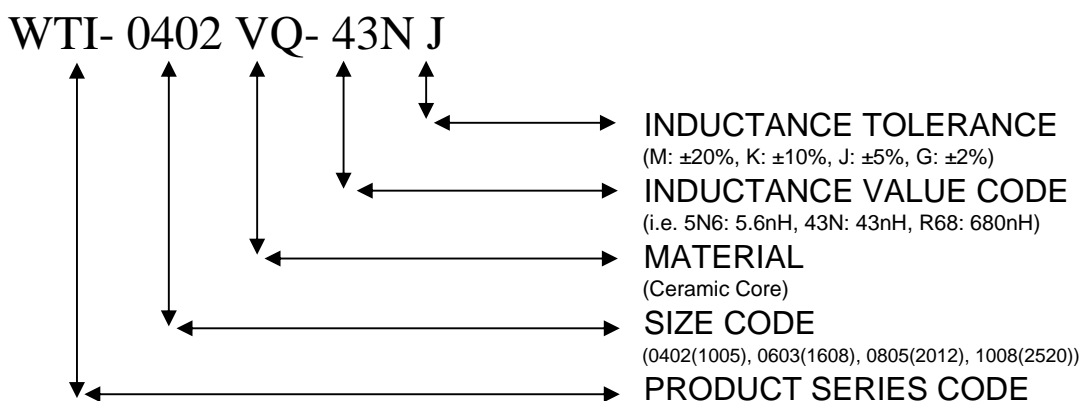 WTI- 0402 VQ- 43N J
INDUCTANCE TOLERANCE
(M: ±20%, K: ±10%, J: ±5%, G: ±2%)
INDUCTANCE VALUE CODE
(i.e. 5N6: 5.6nH, 43N: 43nH, R68: 680nH)
MATERIAL
(Ceramic Core)
SIZE CODE
(0402(1005), 0603(1608), 0805(2012), 1008(2520))
PRODUCT SERIES CODE